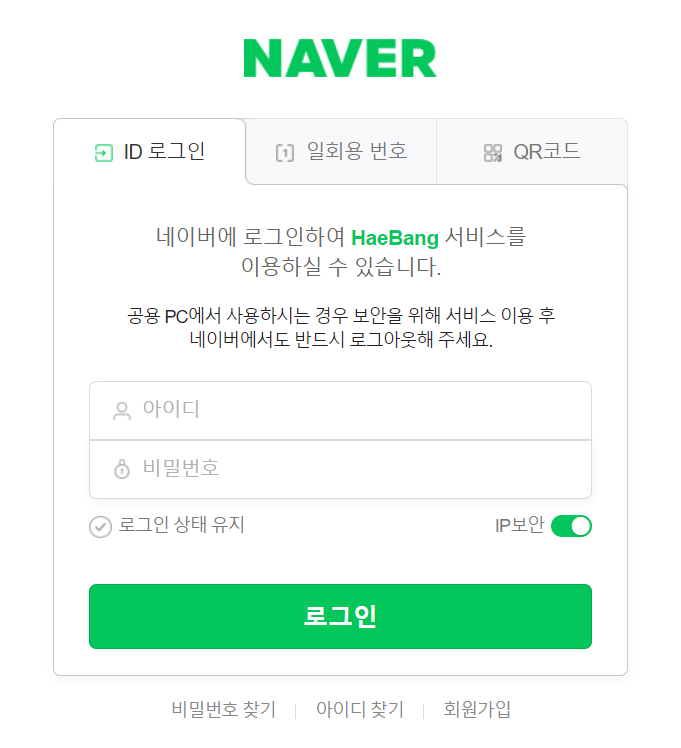 NAVER
ID 로그인
1 일회용 번호
QR코드
네이버에 로그인하여 HaeBang 서비스를
이용하실 수 있습니다.
공용 PC에서 사용하시는 경우 보안을 위해 서비스 이용 후
네이버에서도 반드시 로그아웃해 주세요.
아이디
비밀번호
로그인 상태 유지
IP보안
로그인
비밀번호 찾기
아이디 찾기
회원가입